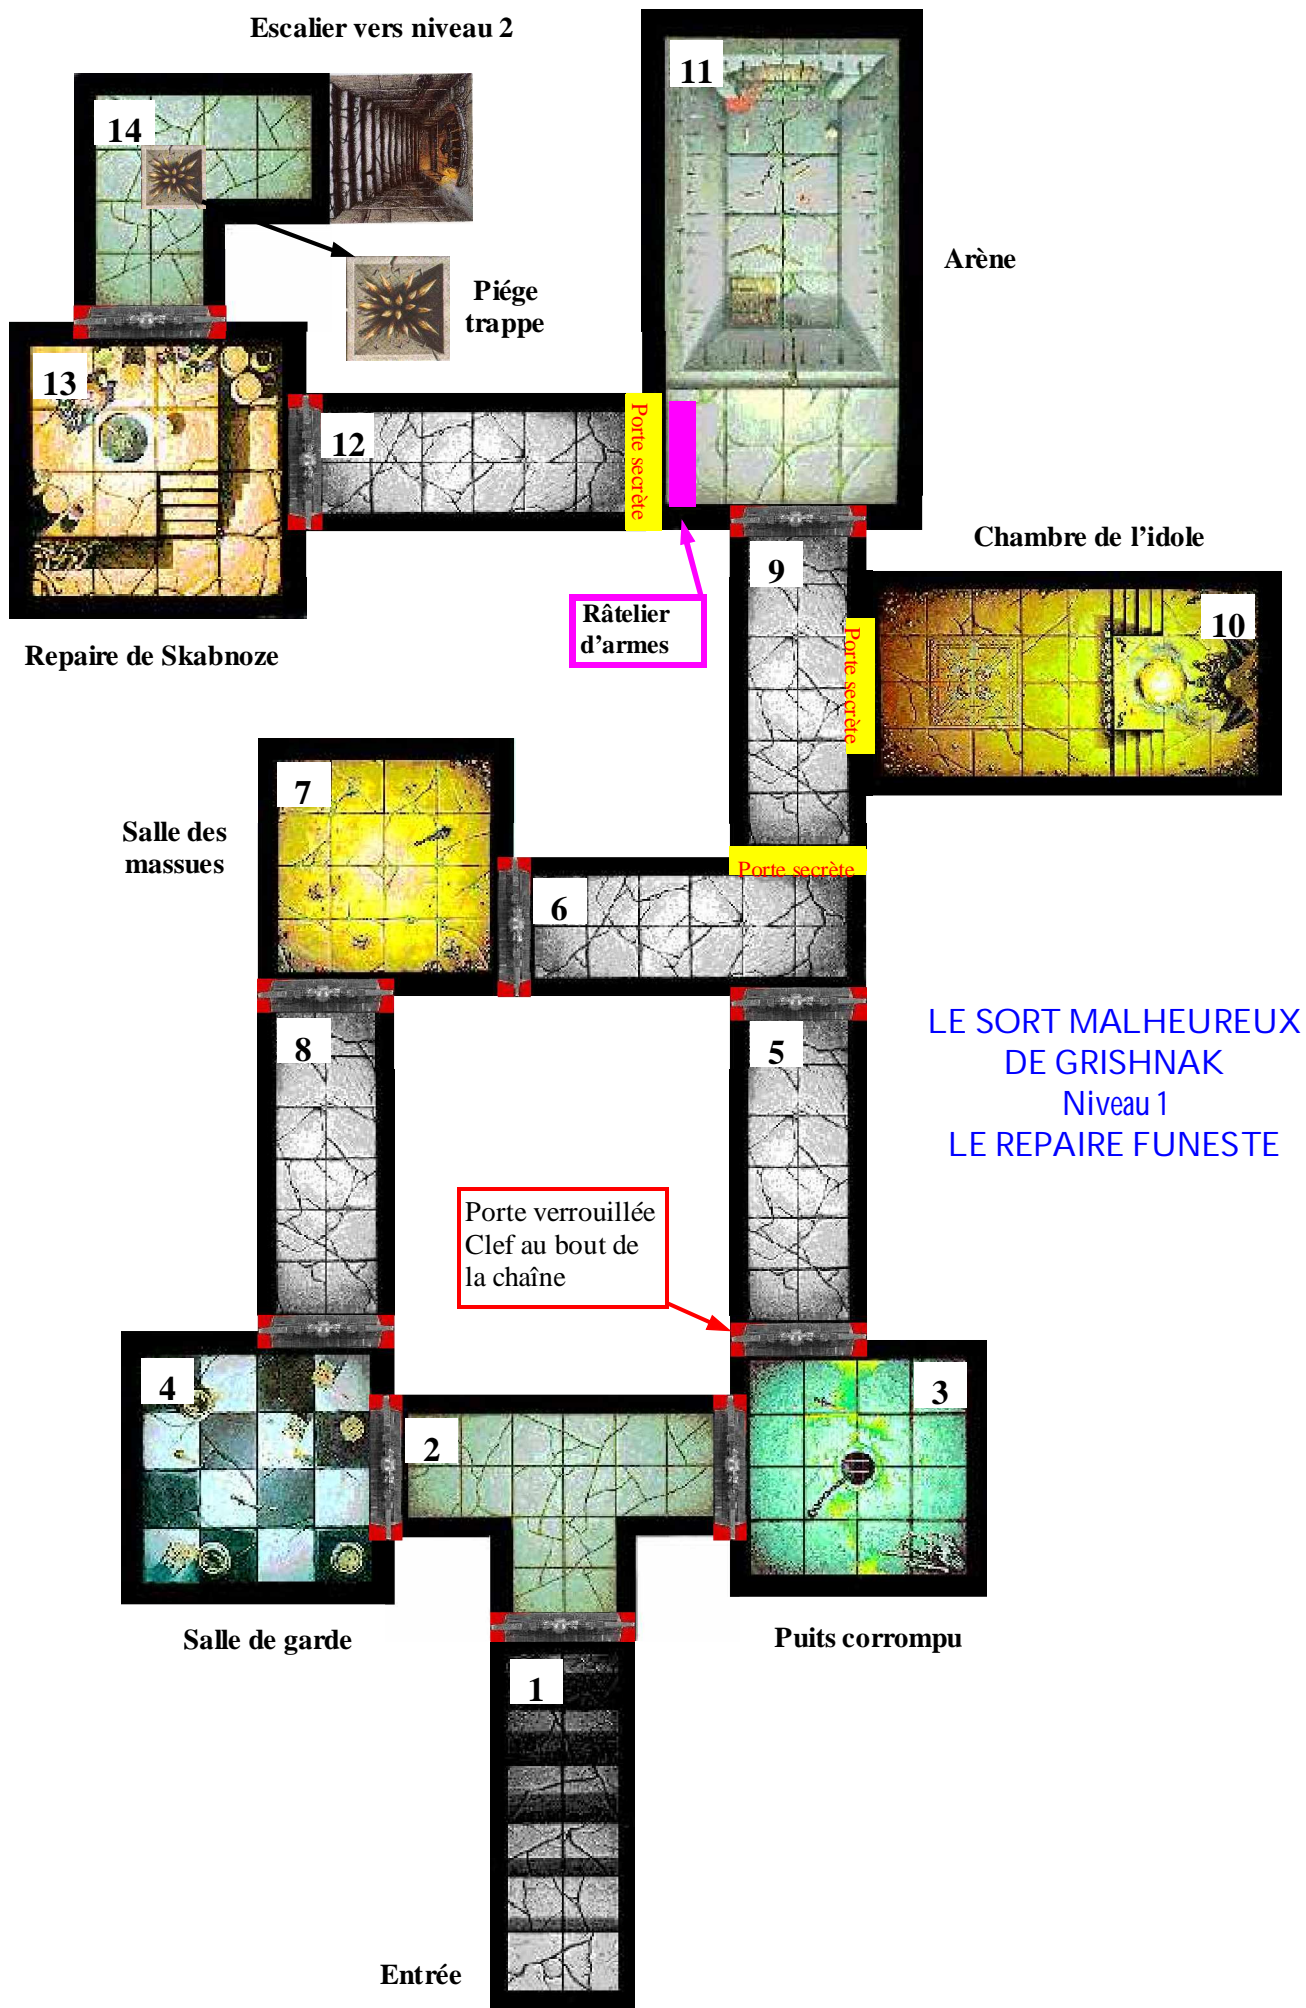 Escalier vers niveau 2
11
14
Arène
Piége
trappe
13
12
Porte secrète
Chambre de l’idole
9
Râtelier
d’armes
10
Porte secrète
Repaire de Skabnoze
7
Salle des
massues
Porte secrète
6
LE SORT MALHEUREUX
DE GRISHNAK
Niveau 1
LE REPAIRE FUNESTE
8
5
Porte verrouillée
Clef au bout de
la chaîne
4
3
2
Salle de garde
Puits corrompu
1
Entrée